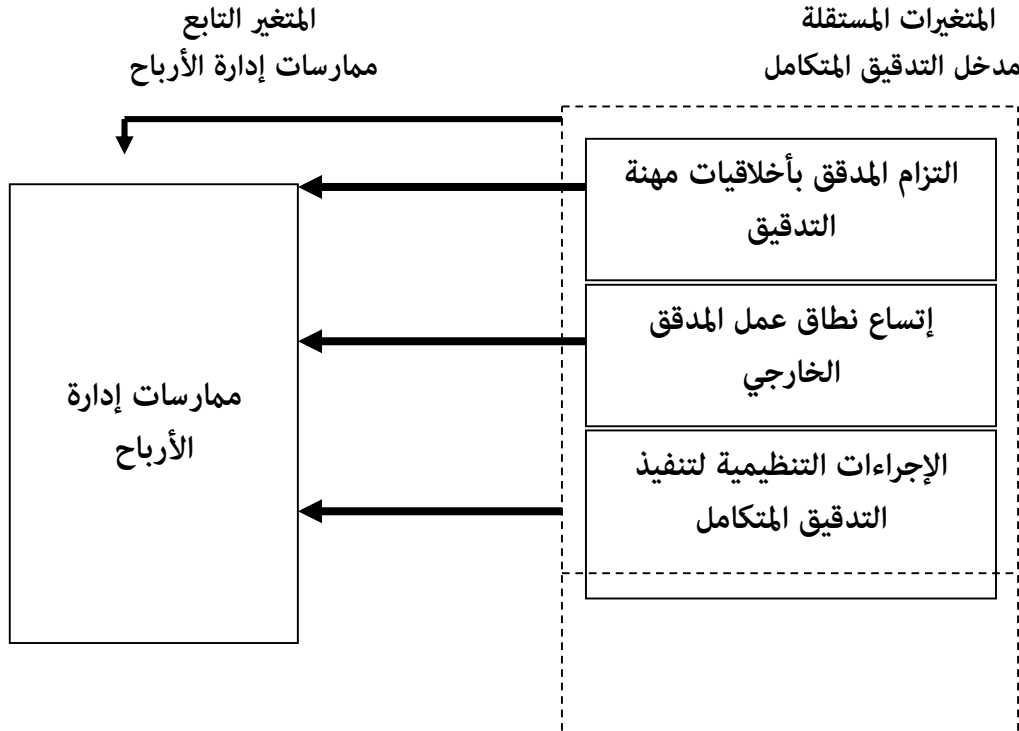 المتغيرات المستقلة
مدخل التدقيق المتكامل
المتغير التابع
ممارسات إدارة الأرباح
التزام المدقق بأخلاقيات مهنة
التدقيق
إتساع نطاق عمل المدقق
الخارجي
الإجراءات التنظيمية لتنفيذ
التدقيق المتكامل
ممارسات إدارة
الأرباح